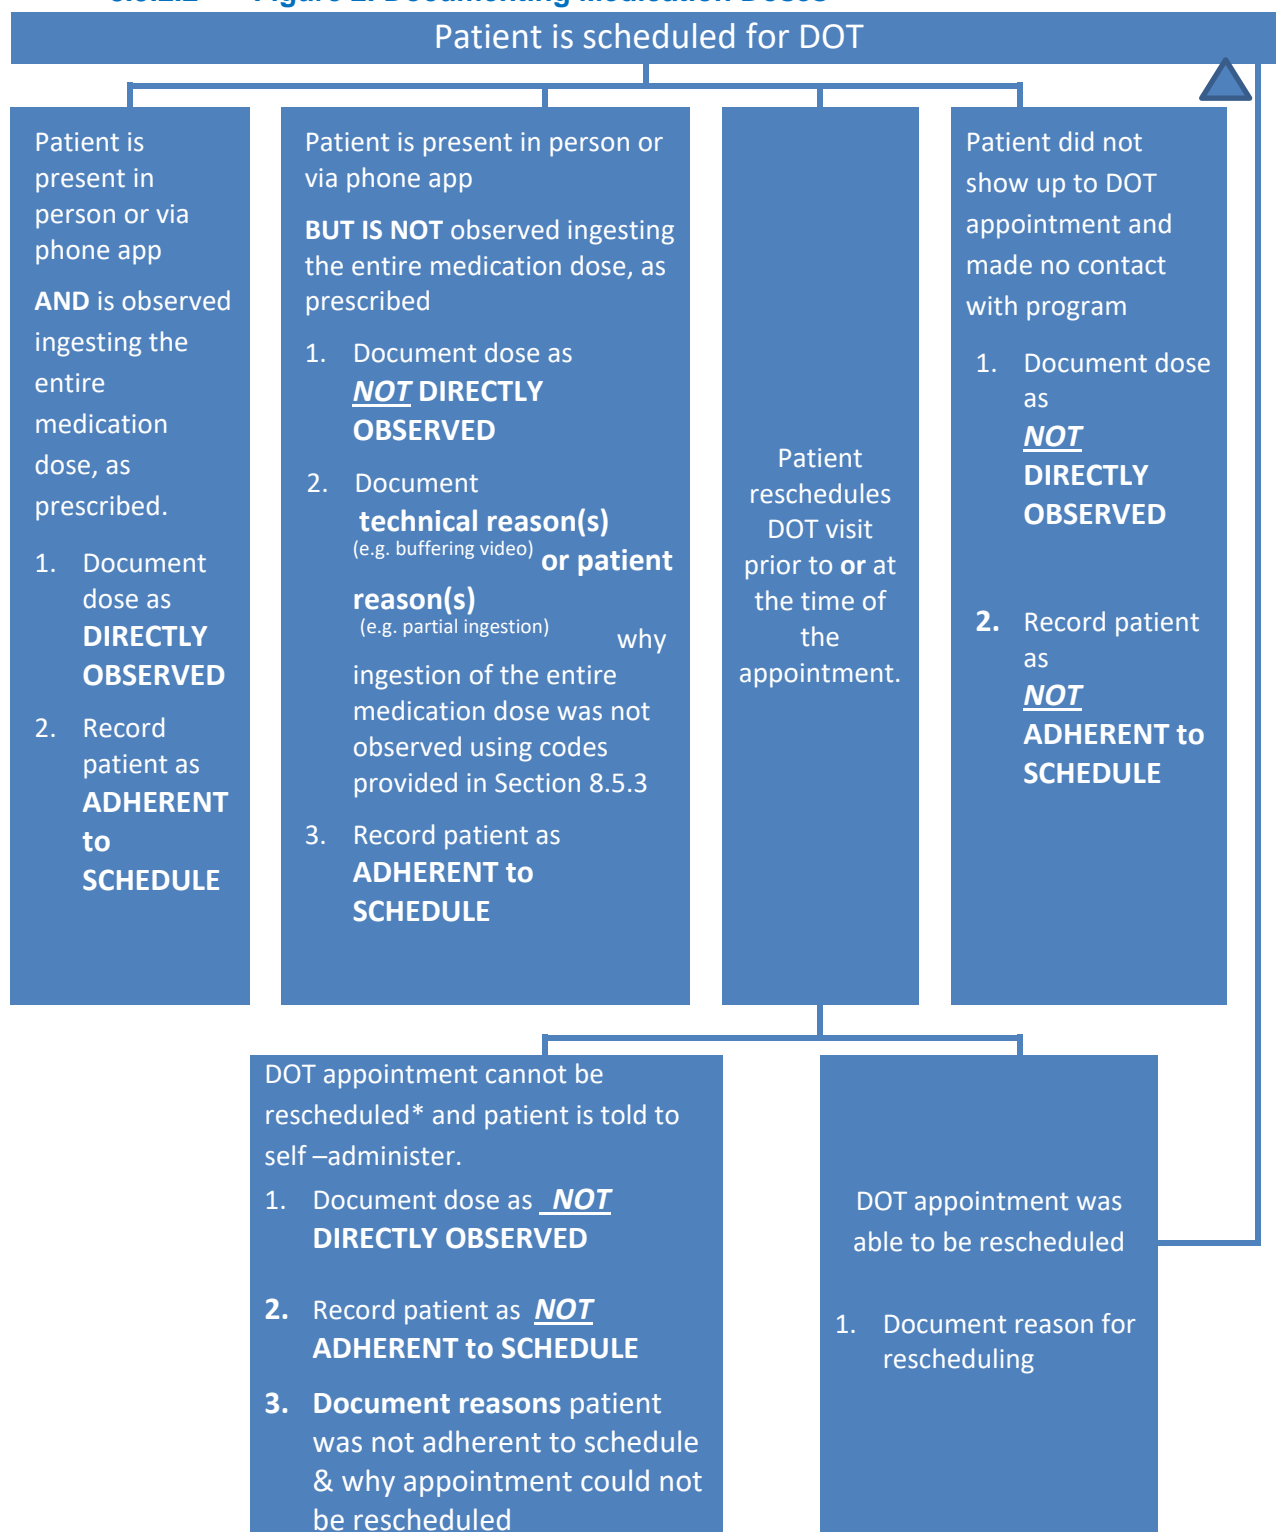 Figure 2. Documenting Medication Doses
Patient is scheduled for DOT
Patient is
present in
person or via
phone app
AND is observed
ingesting the
entire
medication
dose, as
prescribed.
1. Document
dose as
DIRECTLY
OBSERVED
2. Record
patient as
ADHERENT
to
SCHEDULE
Patient is present in person or
via phone app
BUT IS NOT observed ingesting
the entire medication dose, as
prescribed
1. Document dose as
NOT DIRECTLY
OBSERVED
2. Document
technical reason(s)
(e.g. buffering video) or patient
reason(s)
(e.g. partial ingestion) why
ingestion of the entire
medication dose was not
observed using codes
provided in Section 8.5.3
3. Record patient as
ADHERENT to
SCHEDULE
Patient
reschedules
DOT visit
prior to or at
the time of
the
appointment.
Patient did not
show up to DOT
appointment and
made no contact
with program
1. Document dose
as
NOT
DIRECTLY
OBSERVED
2. Record patient
as
NOT
ADHERENT to
SCHEDULE
DOT appointment cannot be
rescheduled* and patient is told to
self –administer.
1. Document dose as NOT
DIRECTLY OBSERVED
2. Record patient as NOT
ADHERENT to SCHEDULE
3. Document reasons patient
was not adherent to schedule
& why appointment could not
be rescheduled
DOT appointment was
able to be rescheduled
1. Document reason for
rescheduling